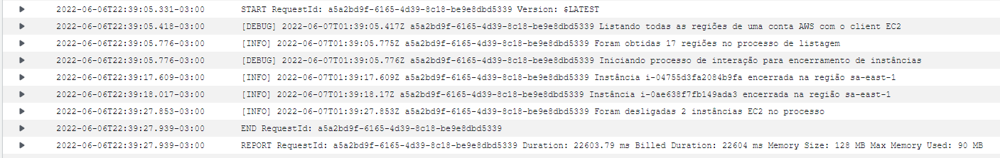 2022-06-06T22:39:05.331-03:00 START RequestId: a5a2bd9f-6165-4d39-8c18-be9e8dbd5339 Version: $LATEST
2022-06-06T22:39:05.418-03:00 [DEBUG] 2022-06-07T01:39:05.417Z a5a2bd9f-6165-4d39-8c18-be9e8dbd5339 Listando todas as regiões de uma conta AWS com o client EC2
2022-06-06T22:39:05.776-03:00 [INFO] 2022-06-07T01:39:05.775Z a5a2bd9f-6165-4d39-8c18-be9e8dbd5339 Foram obtidas 17 regiões no processo de listagem
2022-06-06T22:39:05.776-03:00 [DEBUG] 2022-06-07T01:39:05.776Z a5a2bd9f-6165-4d39-8c18-be9e8dbd5339 Iniciando processo de interação para encerramento de instâncias
2022-06-06T22:39:17.609-03:00 [INFO] 2022-06-07T01:39:17.609Z a5a2bd9f-6165-4d39-8c18-be9e8dbd5339 Instância i-04755d3fa2084b9fa encerrada na região sa-east-1
2022-06-06T22:39:18.017-03:00 [INFO] 2022-06-07T01:39:18.17Z a5a2bd9f-6165-4d39-8c18-be9e8dbd5339 Instância i-0ae638f7fb149ada3 encerrada na região sa-east-1
2022-06-06T22:39:27.853-03:00 [INFO] 2022-06-07T01:39:27.853Z a5a2bd9f-6165-4d39-8c18-be9e8dbd5339 Foram desligadas 2 instâncias EC2 no processo
2022-06-06T22:39:27.939-03:00 END RequestId: a5a2bd9f-6165-4d39-8c18-be9e8dbd5339
2022-06-06T22:39:27.939-03:00 REPORT RequestId: a5a2bd9f-6165-4d39-8c18-be9e8dbd5339 Duration: 22603.79 ms Billed Duration: 22604 ms Memory Size: 128 MB Max Memory Used: 90 MB